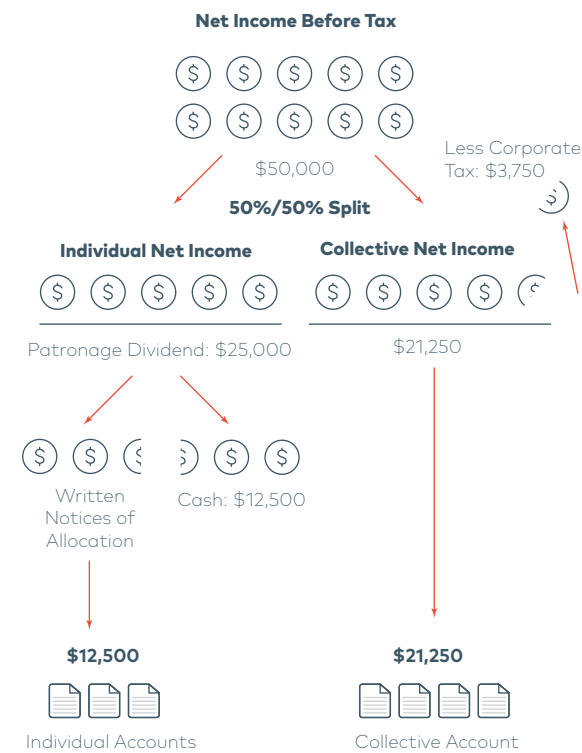 Net Income Before Tax
$ $ $ $ $
$ $ $ $ $
$50,000
Less Corporate
Tax: $3,750
$
50%/50% Split
Individual Net Income
$ $ $ $ $
Patronage Dividend: $25,000
Collective Net Income
$ $ $ $ $
$21,250
$ $ $
Written
Notices of
Allocation
$ $ $
Cash: $12,500
$12,500
Individual Accounts
$21,250
Collective Account